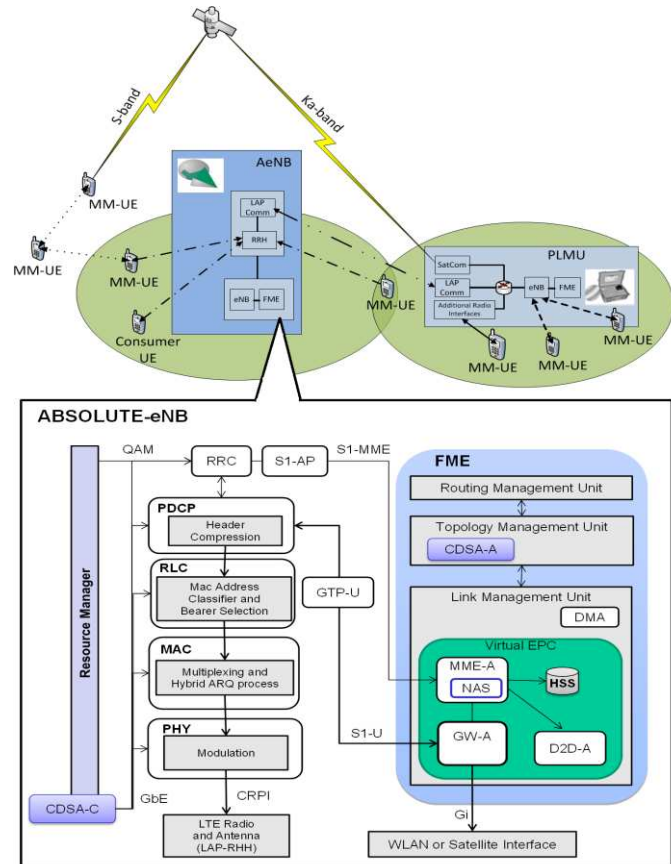 S-band
Ka-band
MM-UE
MM-UE
MM-UE
Consumer
UE
AeNB
LAP
Comm
RRH
eNB
FME
MM-UE
PLMU
SatCom
LAP
Comm
Additional Radio
Interfaces
eNB
FME
MM-UE
MM-UE
MM-UE
ABSOLUTE-eNB
Resource Manager
CDSA-C
QAM
GbE
RRC
S1-AP
S1-MME
PDCP
Header
Compression
RLC
Mac Address
Classifier and
Bearer Selection
MAC
Multiplexing and
Hybrid ARQ process
PHY
Modulation
CRPI
LTE Radio
and Antenna
(LAP-RHH)
GTP-U
S1-U
FME
Routing Management Unit
Topology Management Unit
CDSA-A
Link Management Unit
DMA
Virtual EPC
MME-A
NAS
HSS
GW-A
D2D-A
Gi
WLAN or Satellite Interface